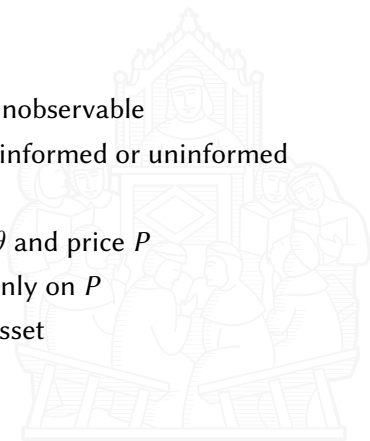 nobservable
informed or uninformed
and price P
nly on P
sset